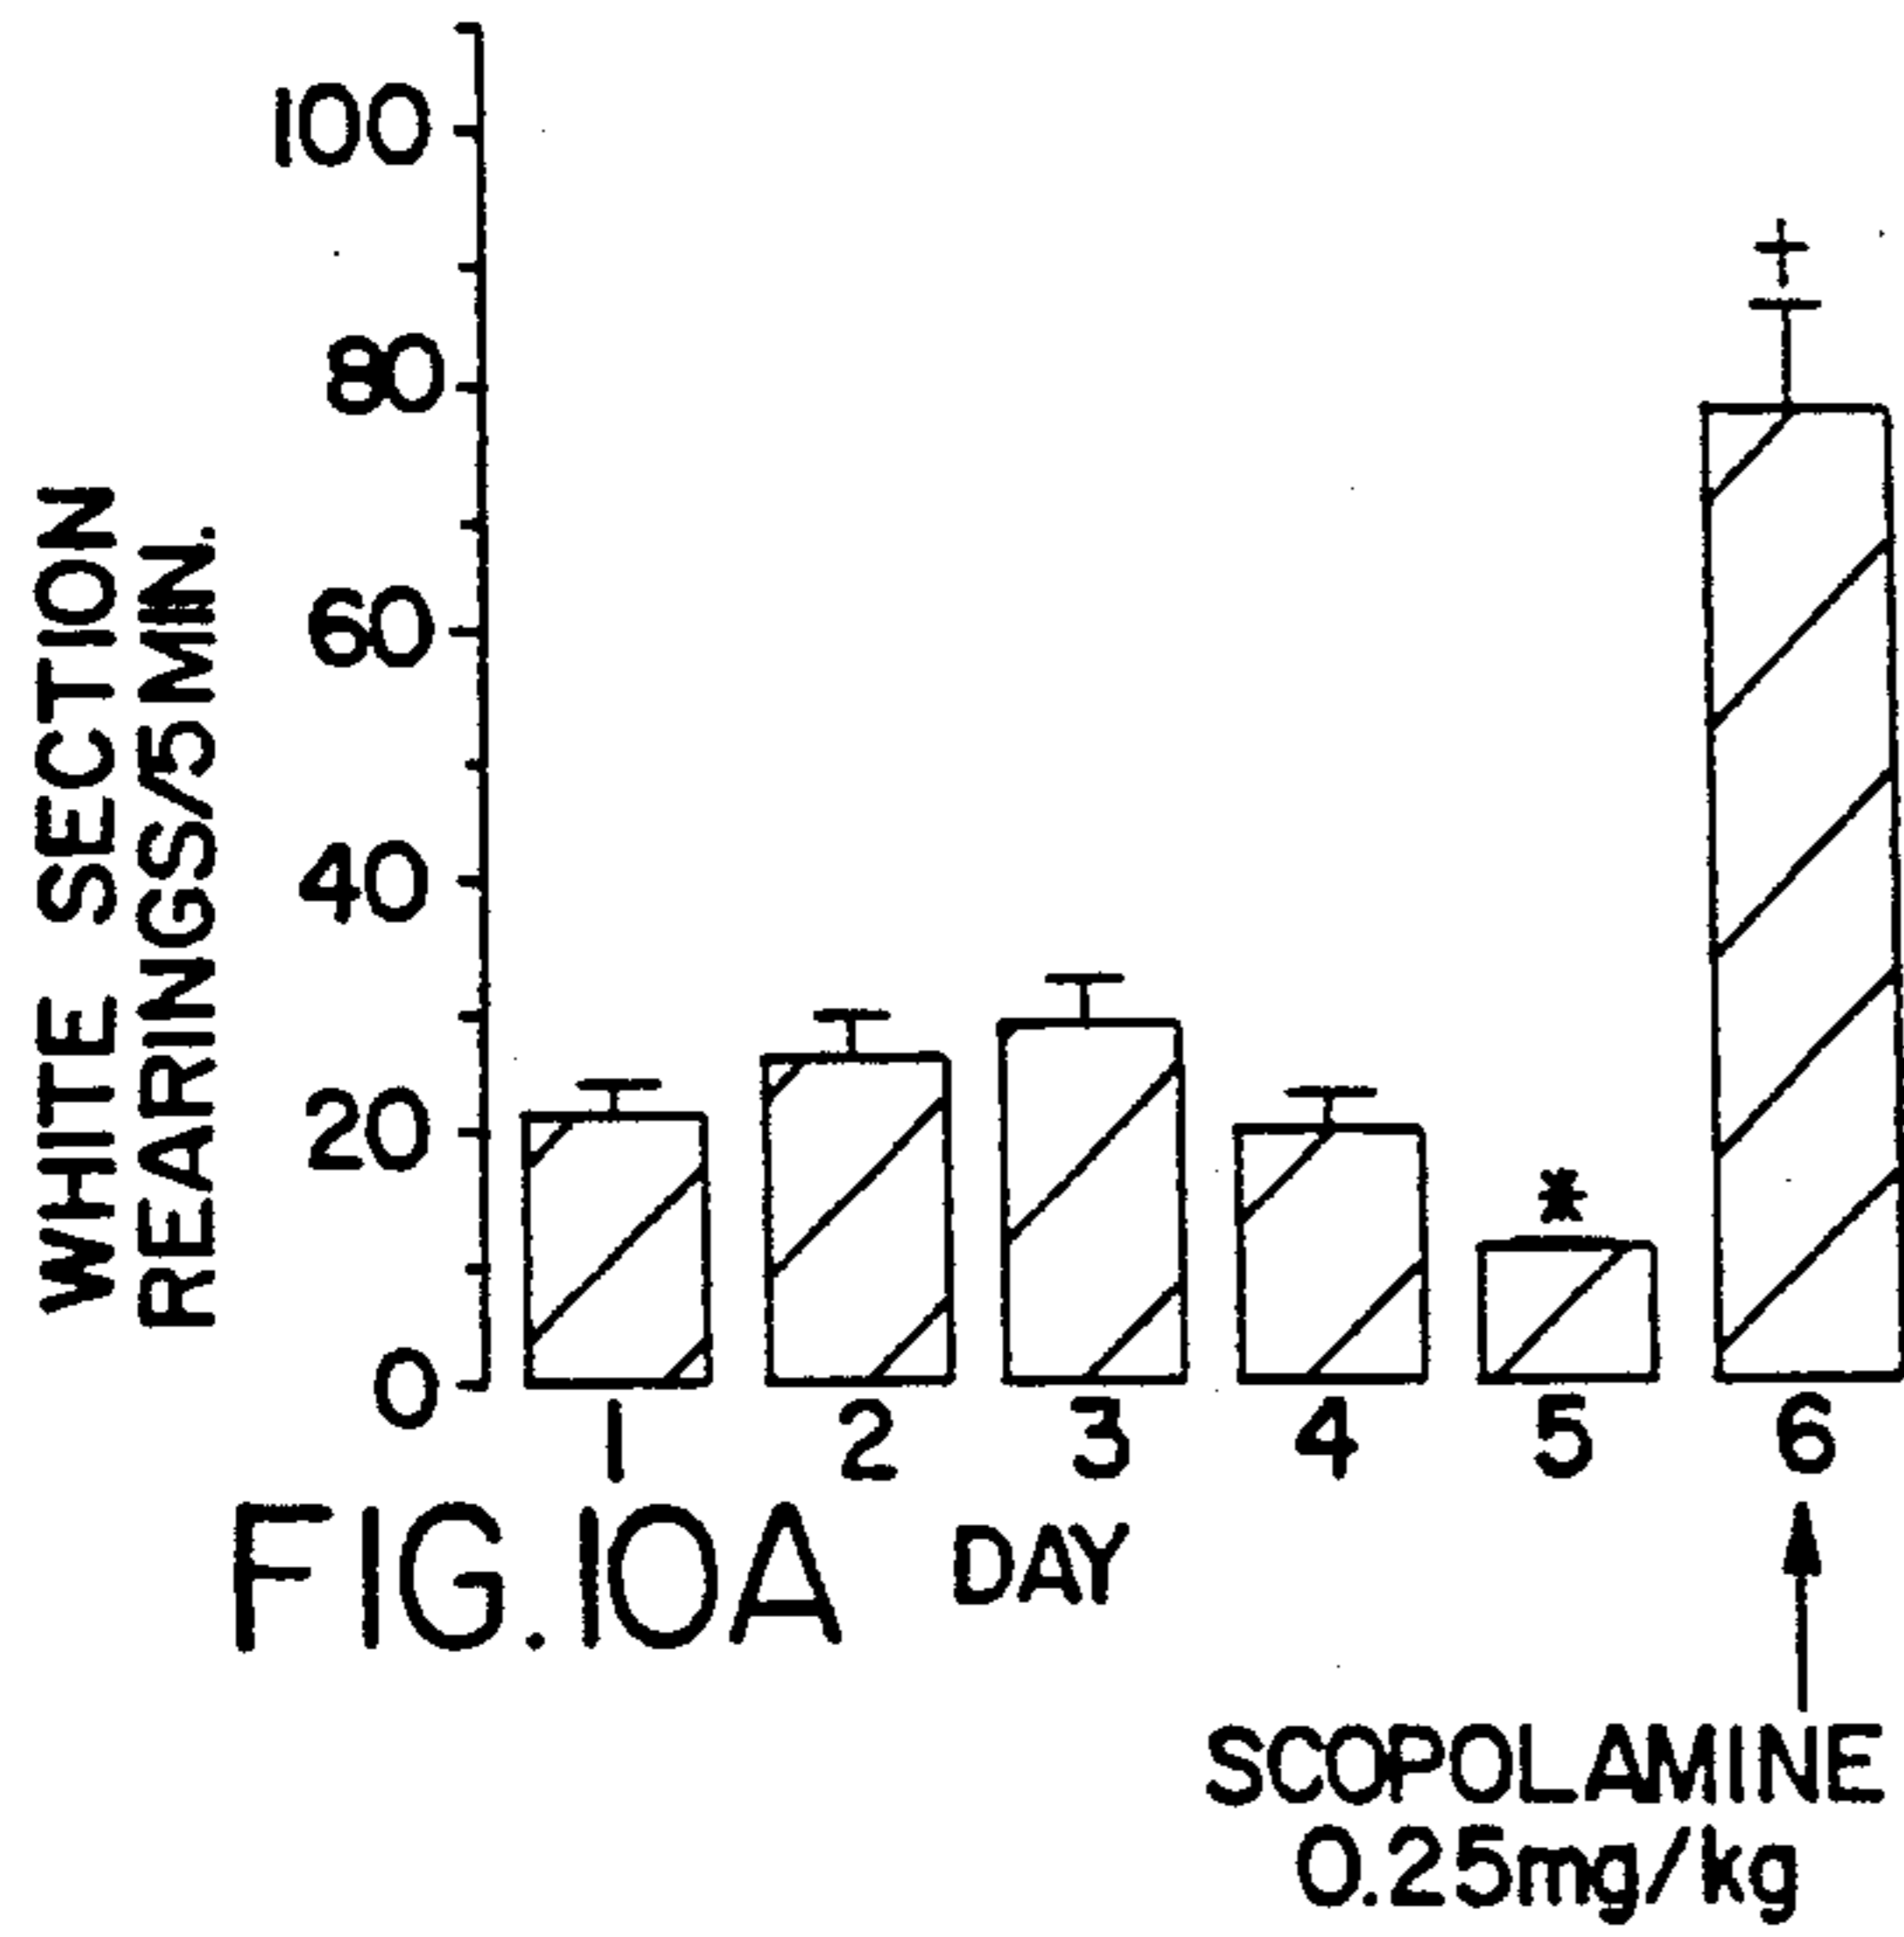 100
80
60
40
20
0
WHITE SECTION
REARINGS/5 MIN.
†
*
1 2 3 4 5 6
FIG. 10A DAY
SCOPOLAMINE
0.25mg/kg